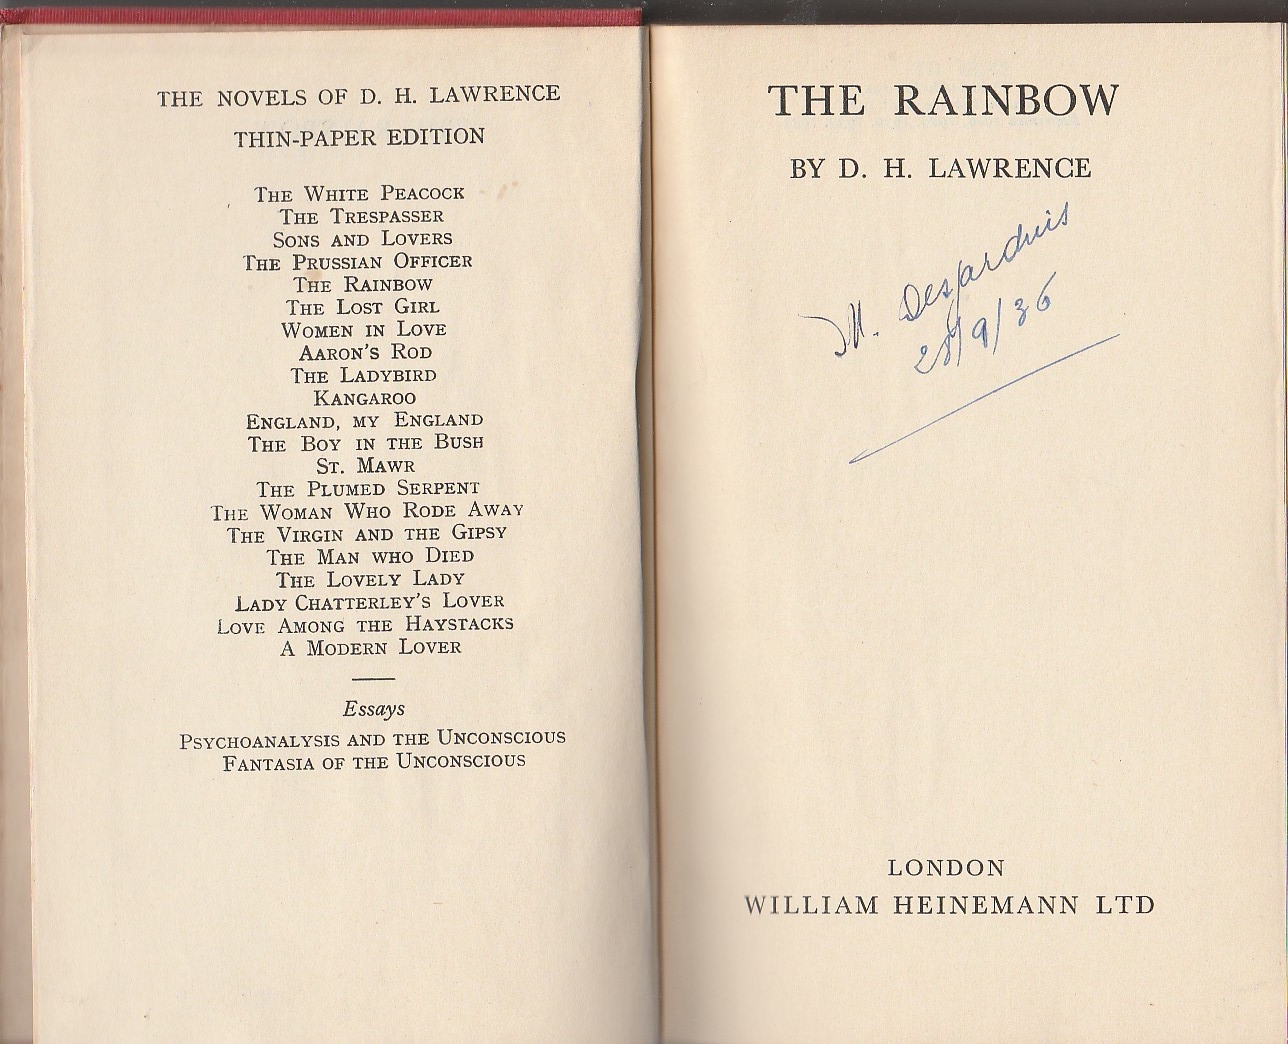 THE NOVELS OF D. H. LAWRENCE
THIN-PAPER EDITION
THE WHITE PEACOCK
THE TRESPASSER
SONS AND LOVERS
THE PRUSSIAN OFFICER
THE RAINBOW
THE LOST GIRL
WOMEN IN LOVE
AARON'S ROD
THE LADYBIRD
KANGAROO
ENGLAND, MY ENGLAND
THE BOY IN THE BUSH
ST. MAWR
THE PLUMED SERPENT
THE WOMAN WHO RODE AWAY
THE VIRGIN AND THE GIPSY
THE MAN WHO DIED
THE LOVELY LADY
LADY CHATTERLEY'S LOVER
LOVE AMONG THE HAYSTACKS
A MODERN LOVER
Essays
PSYCHOANALYSIS AND THE UNCONSCIOUS
FANTASIA OF THE UNCONSCIOUS
THE RAINBOW
BY D. H. LAWRENCE
M. Desjardins
28/9/36
LONDON
WILLIAM HEINEMANN LTD